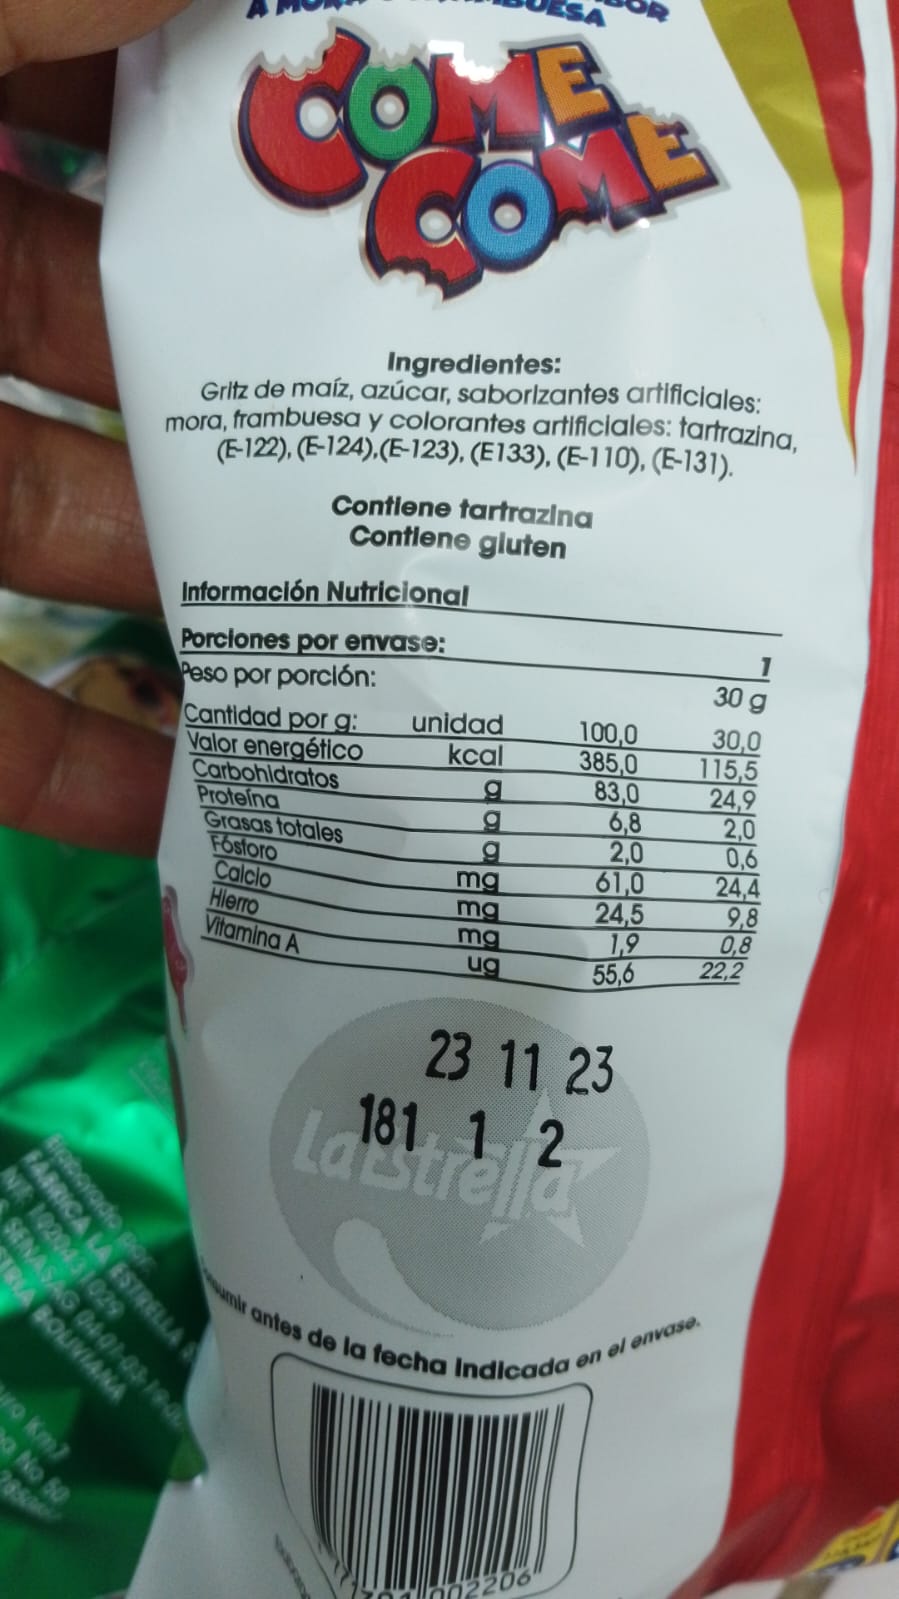 COME
COME
Ingredientes:
Gritz de maíz, azúcar, saborizantes artificiales:
mora, frambuesa y colorantes artificiales: tartrazina,
(E-122), (E-124),(E-123), (E133), (E-110), (E-131).
Contiene tartrazina
Contiene gluten
Información Nutricional
Porciones por envase: 1
Peso por porción: 30 g
Cantidad por g: unidad 100,0 30,0
Valor energético kcal 385,0 115,5
Carbohidratos g 83,0 24,9
Proteína g 6,8 2,0
Grasas totales g 2,0 0,6
Fósforo mg 61,0 24,4
Calcio mg 24,5 9,8
Hierro mg 1,9 0,8
Vitamina A ug 55,6 22,2
23 11 23
181 1 2
La Estrella
antes de la fecha indicada en el envase.
002206
FABRICA LA ESTRELLA
BOLIVIANA